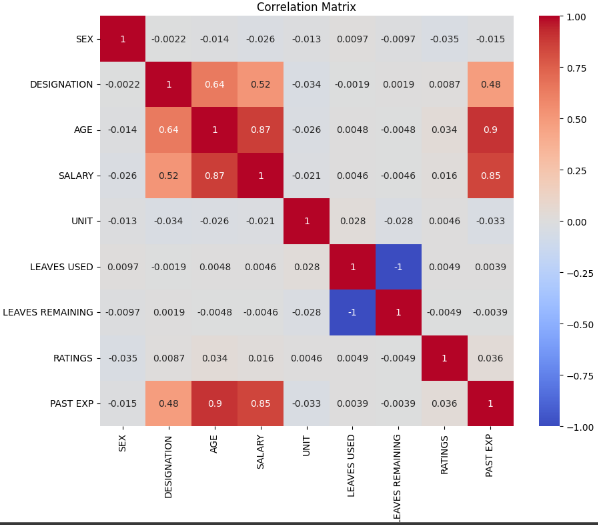 Correlation Matrix
SEX 1 -0.0022 -0.014 -0.026 -0.013 0.0097 -0.0097 -0.035 -0.015
DESIGNATION -0.0022 1 0.64 0.52 -0.034 -0.0019 0.0019 0.0087 0.48
AGE -0.014 0.64 1 0.87 -0.026 0.0048 -0.0048 0.034 0.9
SALARY -0.026 0.52 0.87 1 -0.021 0.0046 -0.0046 0.016 0.85
UNIT -0.013 -0.034 -0.026 -0.021 1 0.028 -0.028 0.0046 -0.033
LEAVES USED 0.0097 -0.0019 0.0048 0.0046 0.028 1 -1 0.0049 0.0039
LEAVES REMAINING -0.0097 0.0019 -0.0048 -0.0046 -0.028 -1 1 -0.0049 -0.0039
RATINGS -0.035 0.0087 0.034 0.016 0.0046 0.0049 -0.0049 1 0.036
PAST EXP -0.015 0.48 0.9 0.85 -0.033 0.0039 -0.0039 0.036 1
SEX
DESIGNATION
AGE
SALARY
UNIT
LEAVES USED
LEAVES REMAINING
RATINGS
PAST EXP
1.00
0.75
0.50
0.25
0.00
−0.25
−0.50
−0.75
−1.00